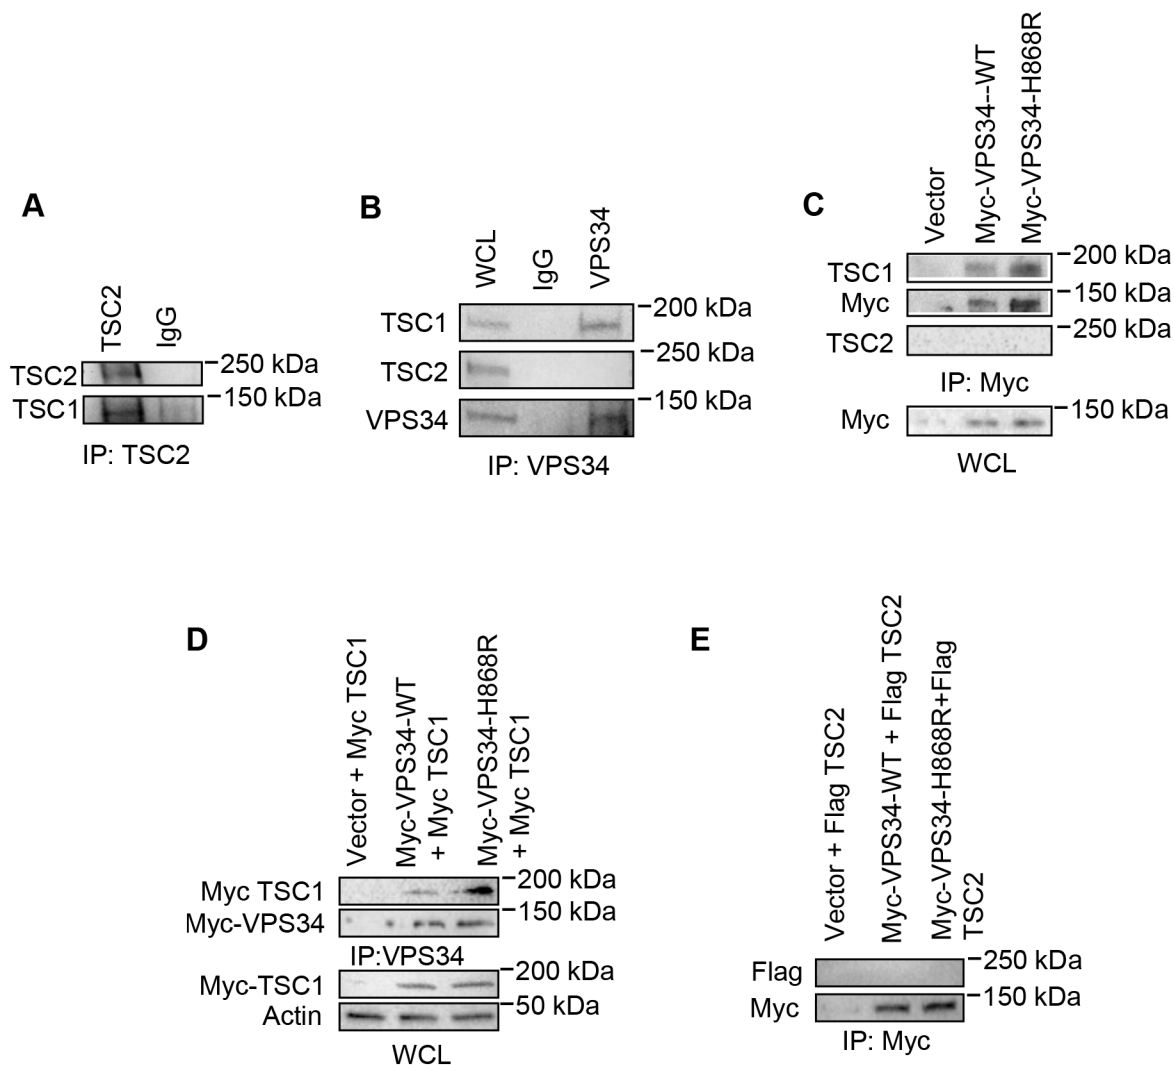 A
TSC2
IgG
TSC2
250 kDa
TSC1
150 kDa
IP: TSC2
B
WCL
IgG
VPS34
TSC1
200 kDa
TSC2
250 kDa
VPS34
150 kDa
IP: VPS34
C
Vector
Myc-VPS34--WT
Myc-VPS34-H868R
TSC1
200 kDa
Myc
150 kDa
TSC2
250 kDa
IP: Myc
Myc
150 kDa
WCL
D
Vector + Myc TSC1
Myc-VPS34-WT
+ Myc TSC1
Myc-VPS34-H868R
+ Myc TSC1
Myc TSC1
200 kDa
Myc-VPS34
150 kDa
IP:VPS34
Myc-TSC1
200 kDa
Actin
50 kDa
WCL
E
Vector + Flag TSC2
Myc-VPS34-WT + Flag TSC2
Myc-VPS34-H868R+Flag
TSC2
Flag
250 kDa
Myc
150 kDa
IP: Myc